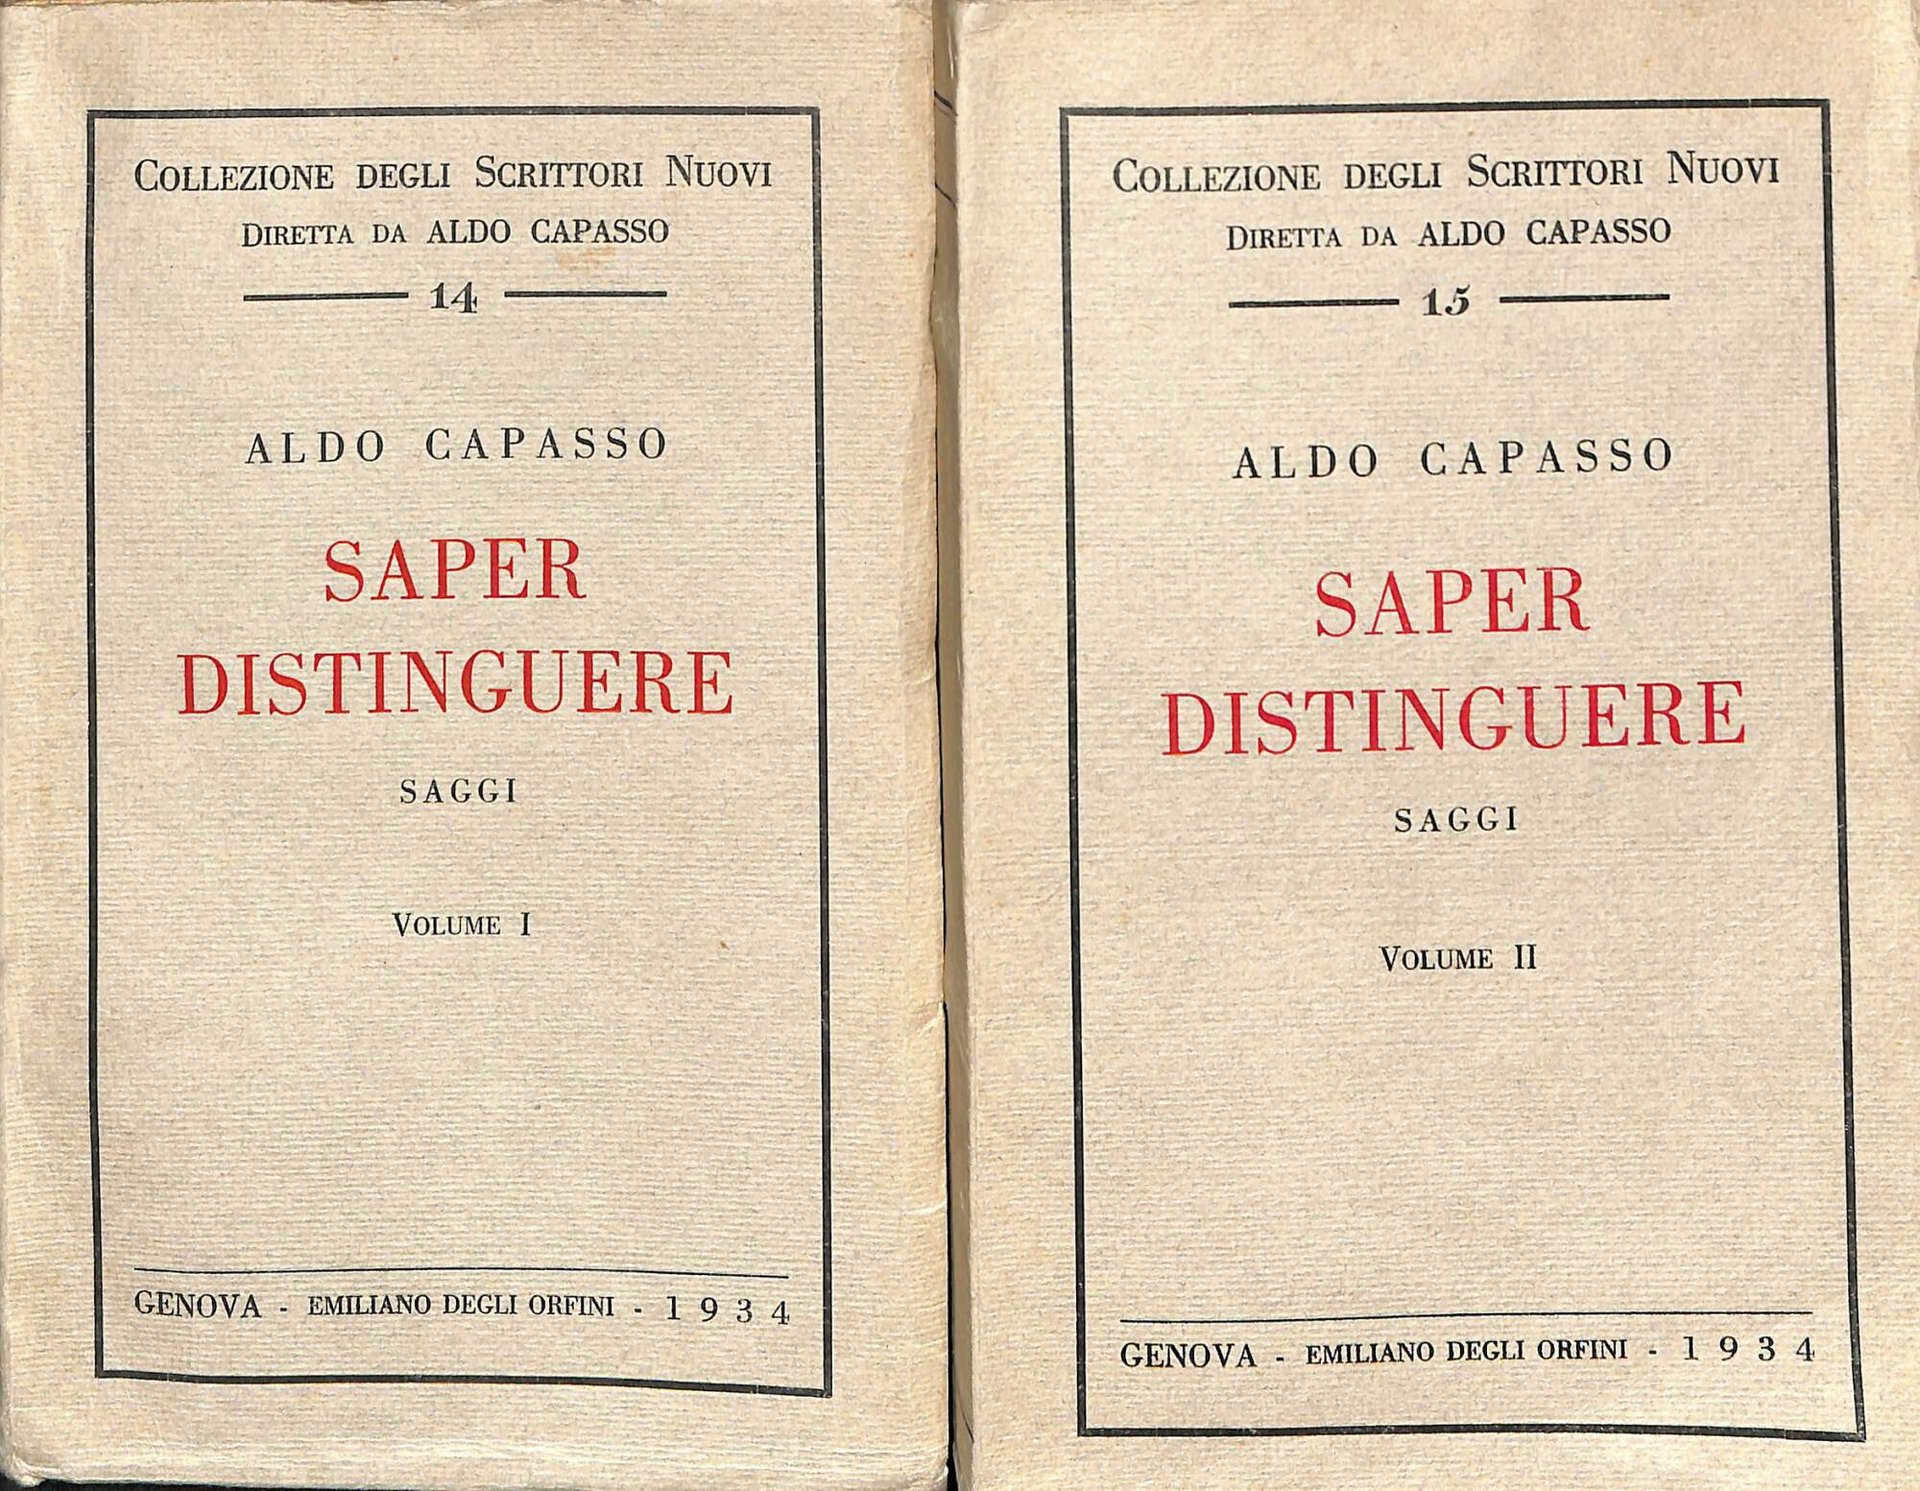 COLLEZIONE DEGLI SCRITTORI NUOVI
DIRETTA DA ALDO CAPASSO
14
ALDO CAPASSO
SAPER
DISTINGUERE
SAGGI
VOLUME I
GENOVA - EMILIANO DEGLI ORFINI - 1934
COLLEZIONE DEGLI SCRITTORI NUOVI
DIRETTA DA ALDO CAPASSO
15
ALDO CAPASSO
SAPER
DISTINGUERE
SAGGI
VOLUME II
GENOVA - EMILIANO DEGLI ORFINI - 1934